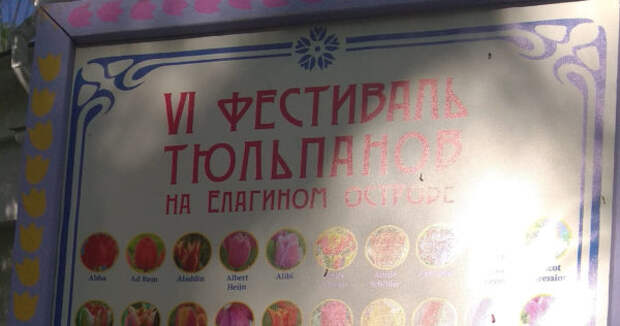 VI ФЕСТИВАЛЬ
ТЮЛЬПАНОВ
НА ЕЛАГИНОМ ОСТРОВЕ
Abba Ad Rem Aladdin Albert Heijn Alibi